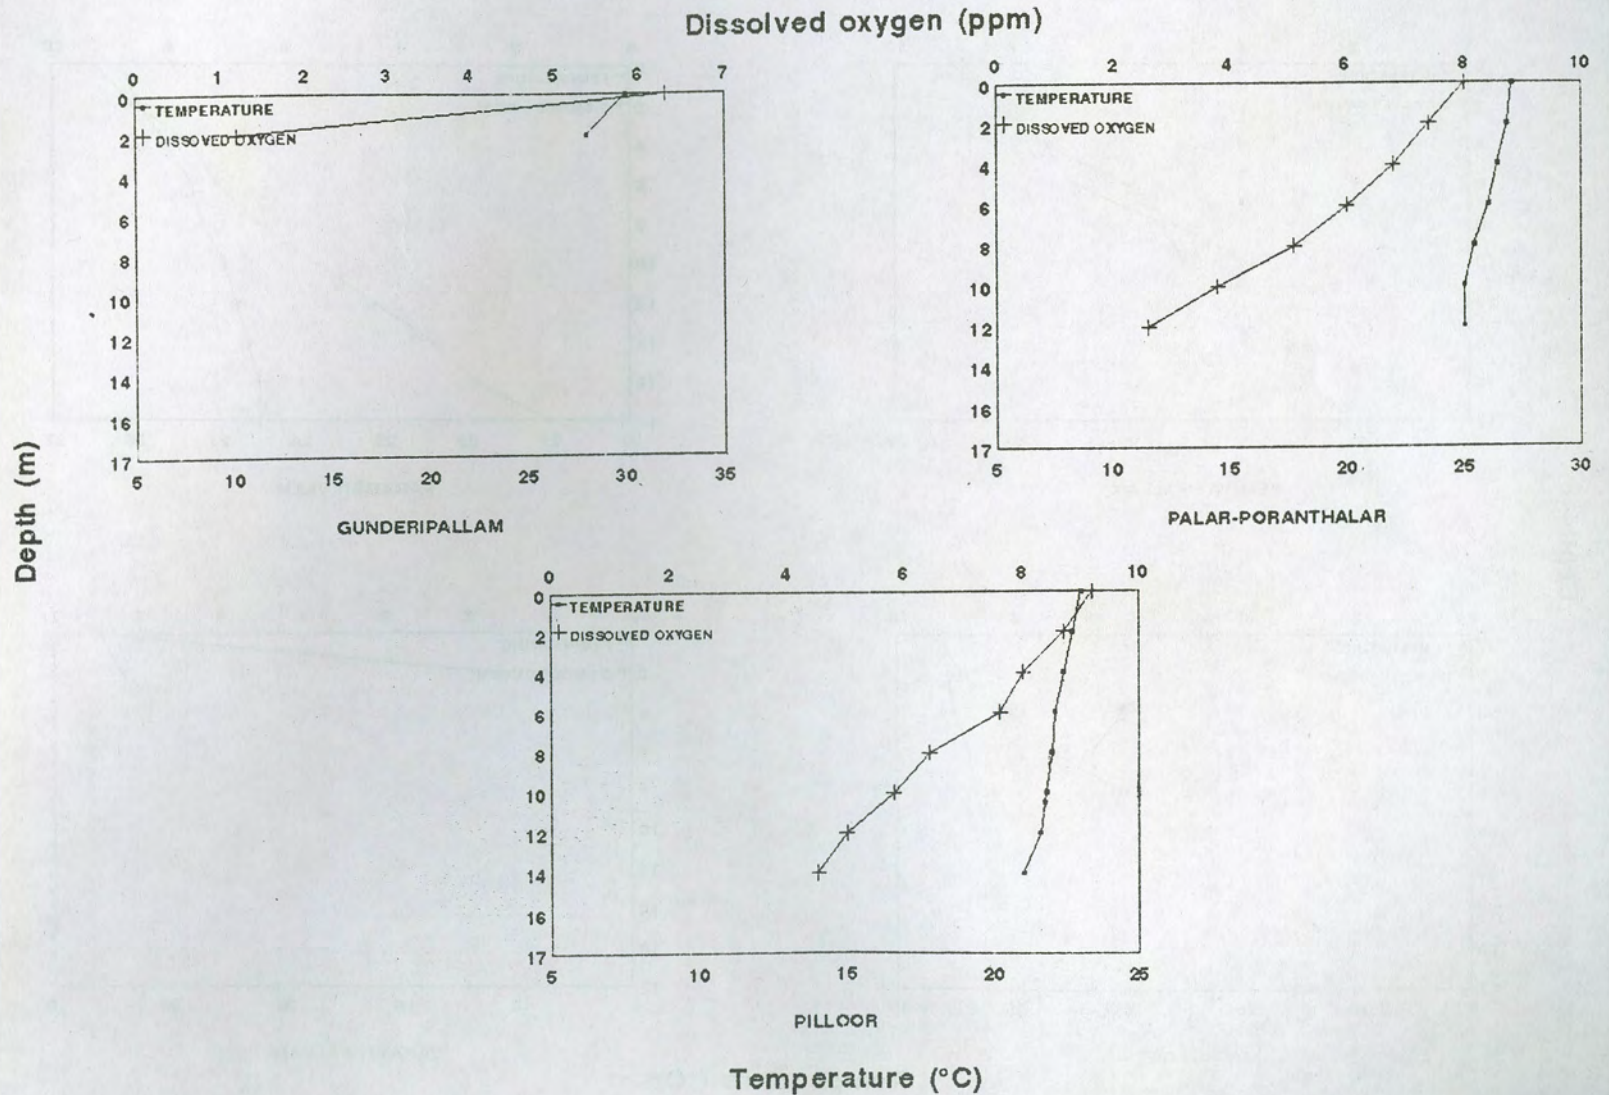 Dissolved oxygen (ppm)
0 1 2 3 4 5 6 7
TEMPERATURE
DISSOVED OXYGEN
0
2
4
6
8
10
12
14
16
17
5 10 15 20 25 30 35
GUNDERIPALLAM
0 2 4 6 8 10
TEMPERATURE
DISSOVED OXYGEN
0
2
4
6
8
10
12
14
16
17
5 10 15 20 25 30
PALAR-PORANTHALAR
Depth (m)
0 2 4 6 8 10
TEMPERATURE
DISSOLVED OXYGEN
0
2
4
6
8
10
12
14
16
17
5 10 15 20 25
PILLOOR
Temperature (°C)